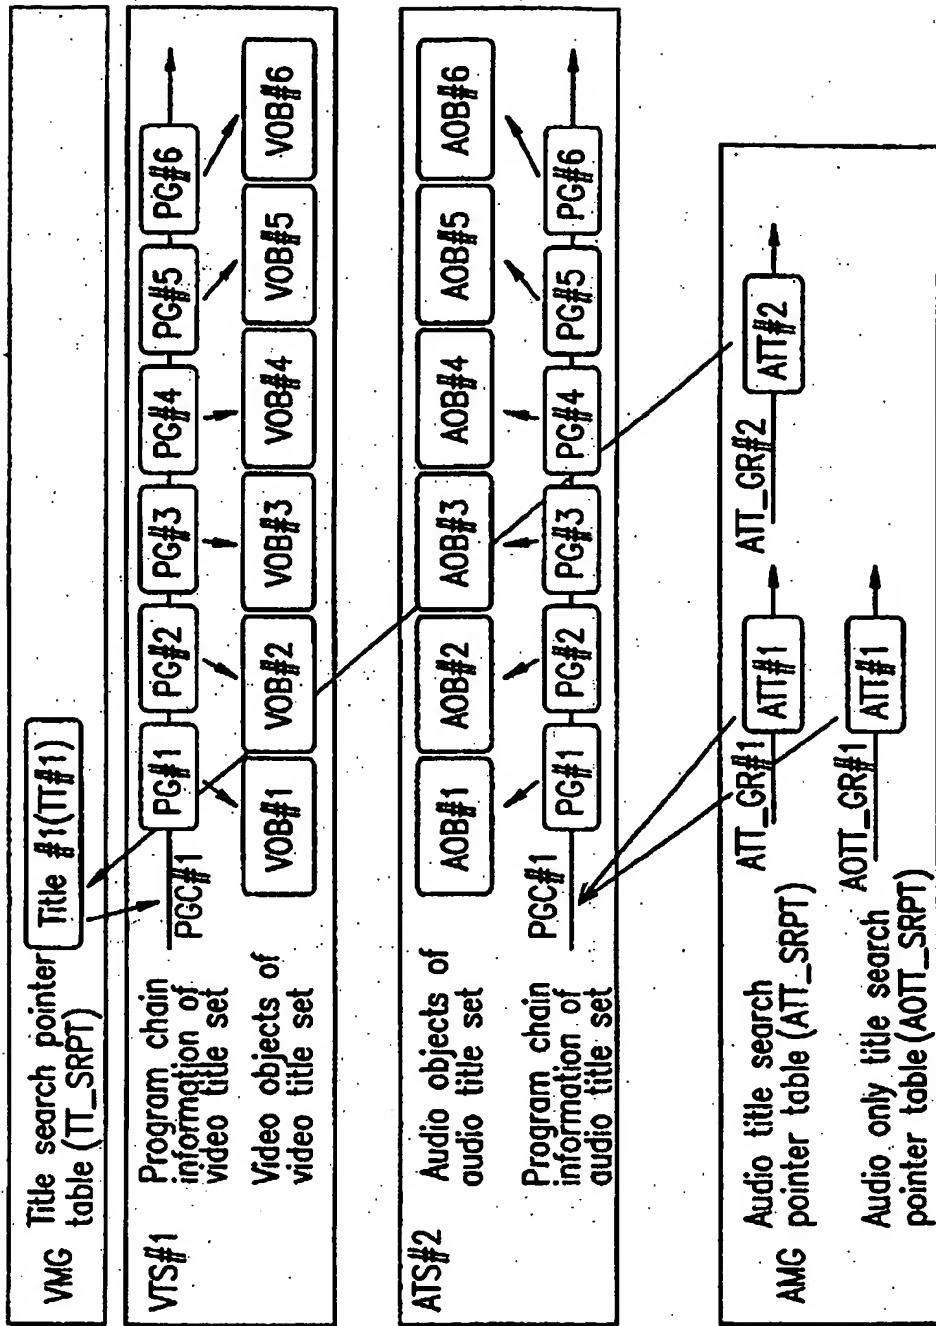 VMG
Title search pointer
table (TT_SRPT)
Title #1(TT#1)
VTS#1
Program chain
information of
video title set
PGC#1
PG#1
PG#2
PG#3
PG#4
PG#5
PG#6
Video objects of
video title set
VOB#1
VOB#2
VOB#3
VOB#4
VOB#5
VOB#6
ATS#2
Audio objects of
audio title set
AOB#1
AOB#2
AOB#3
AOB#4
AOB#5
AOB#6
Program chain
information of
audio title set
PGC#1
PG#1
PG#2
PG#3
PG#4
PG#5
PG#6
AMG
Audio title search
pointer table (ATT_SRPT)
ATT_GR#1
ATT#1
ATT_GR#2
ATT#2
Audio only title search
pointer table (AOTT_SRPT)
AOTT_GR#1
ATT#1